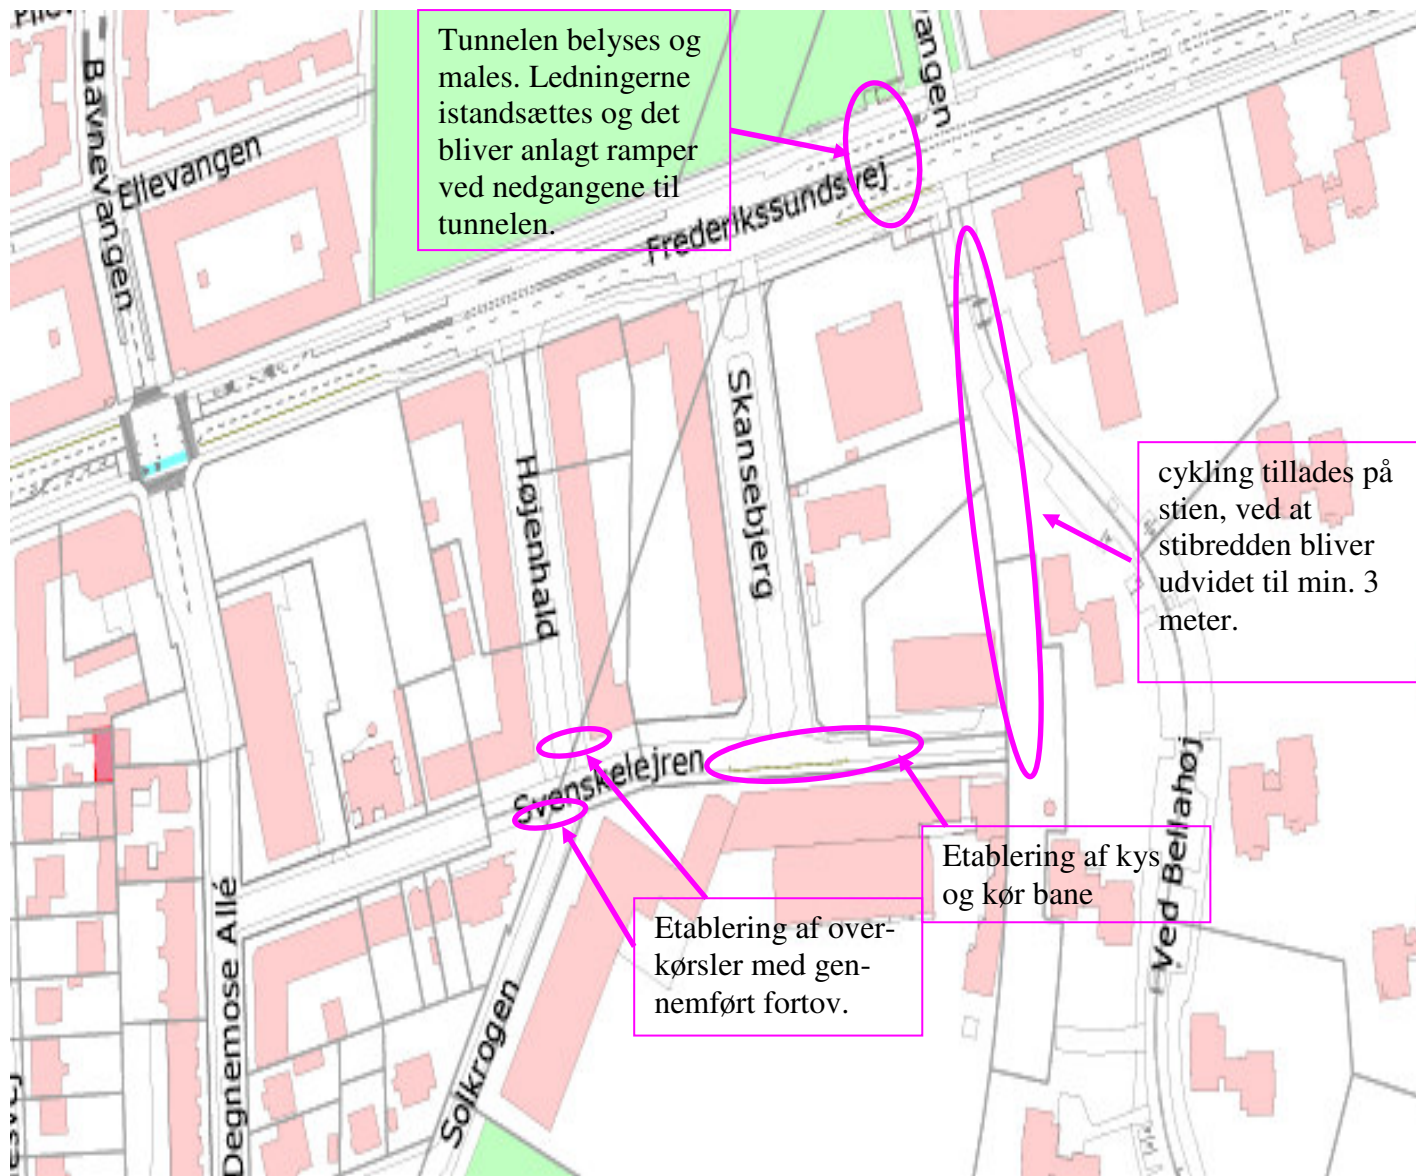 Tunnelen belyses og
males. Ledningerne
istandsættes og det
bliver anlagt ramper
ved nedgangene til
tunnelen.
angen
Bavnevangen
Ellevangen
Frederikssundsvej
Skansebjerg
Højenhald
cykling tillades på
stien, ved at
stibredden bliver
udvidet til min. 3
meter.
Svenskelejren
Etablering af kys
og kør bane
Etablering af over-
kørsler med gen-
nemført fortov.
Ved Bellahøj
Degnemose Allé
Solkrogen